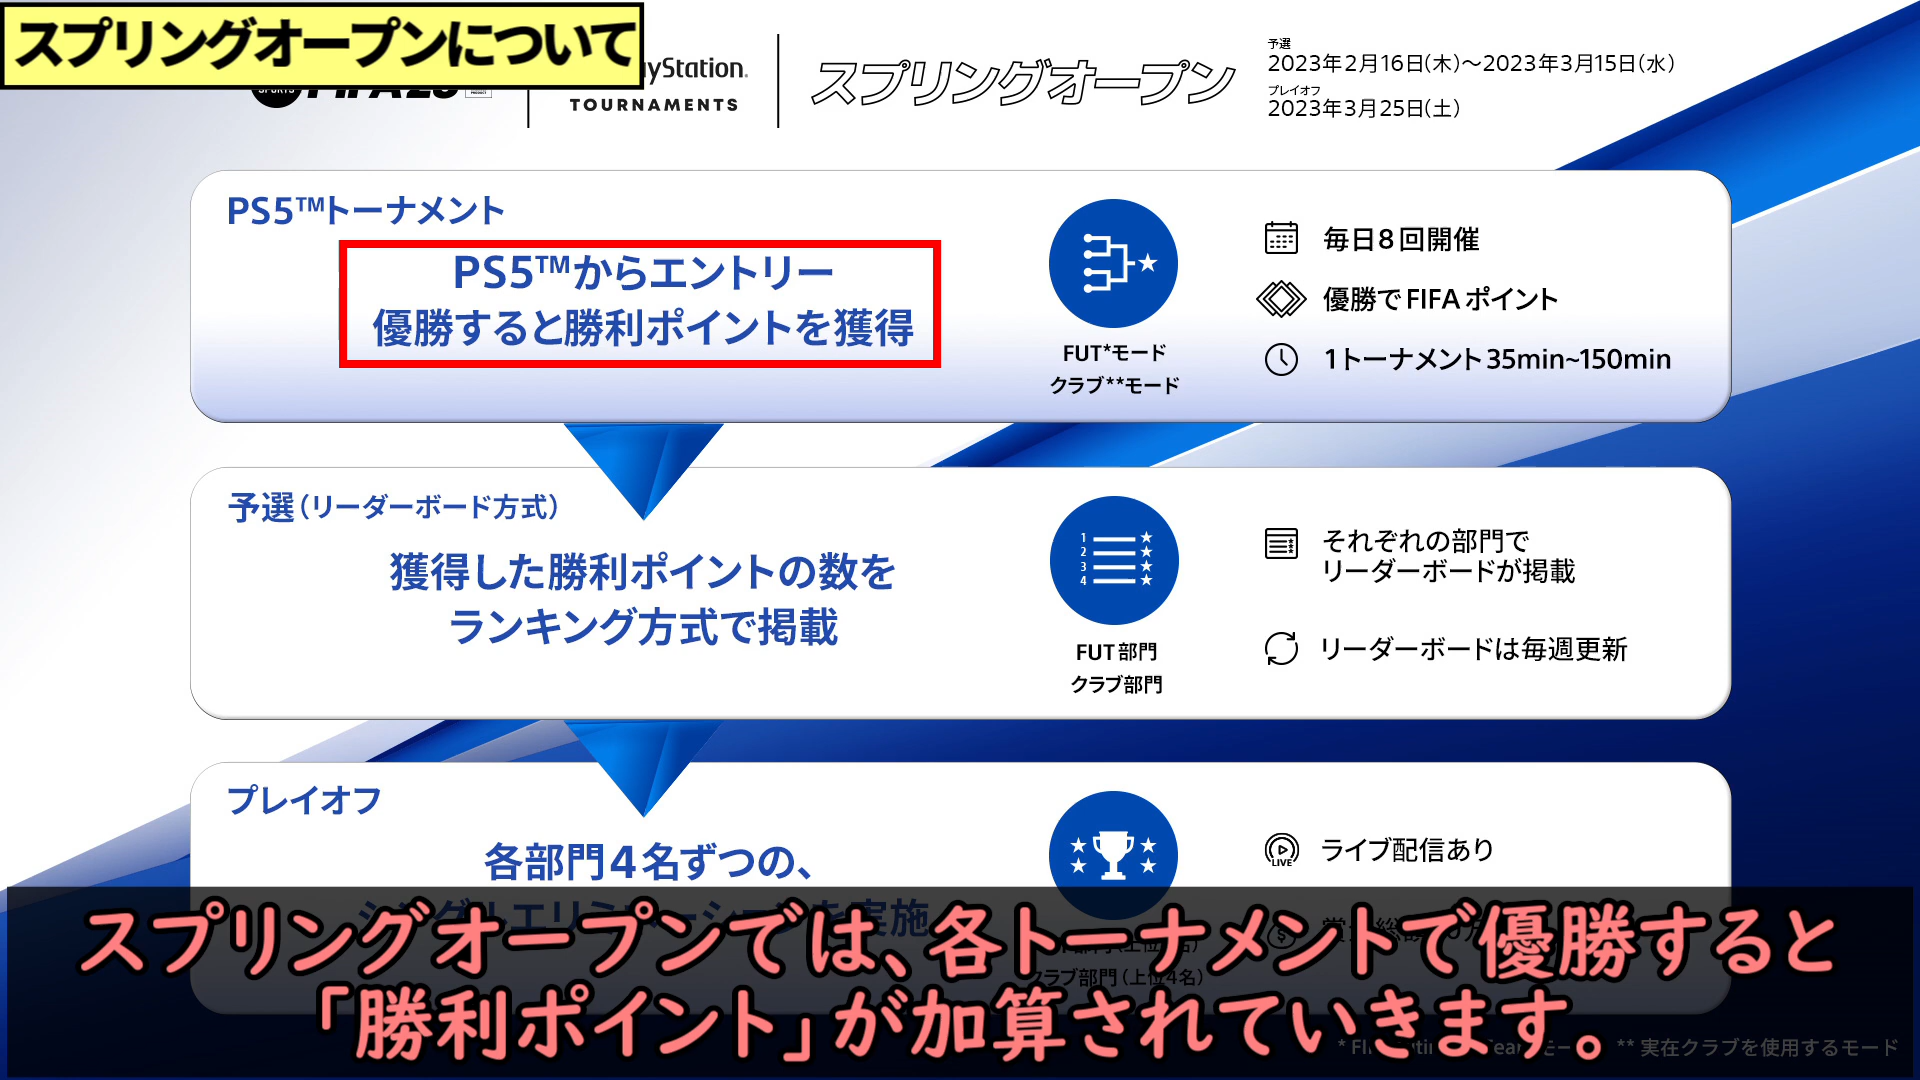 スプリングオープンについて
yStation
TOURNAMENTS
スプリングオープン
予選
2023年2月16日(木)～2023年3月15日(水)
プレイオフ
2023年3月25日(土)
PS5™トーナメント
PS5™からエントリー
優勝すると勝利ポイントを獲得
FUT*モード
クラブ**モード
毎日8回開催
優勝でFIFAポイント
1トーナメント35min~150min
予選(リーダーボード方式)
獲得した勝利ポイントの数を
ランキング方式で掲載
1
2
3
4
FUT部門
クラブ部門
それぞれの部門で
リーダーボードが掲載
リーダーボードは毎週更新
プレイオフ
各部門4名ずつの、
LIVE
ライブ配信あり
クラブ部門(上位4名)
スプリングオープンでは、各トーナメントで優勝すると
「勝利ポイント」が加算されていきます。
**実在クラブを使用するモード